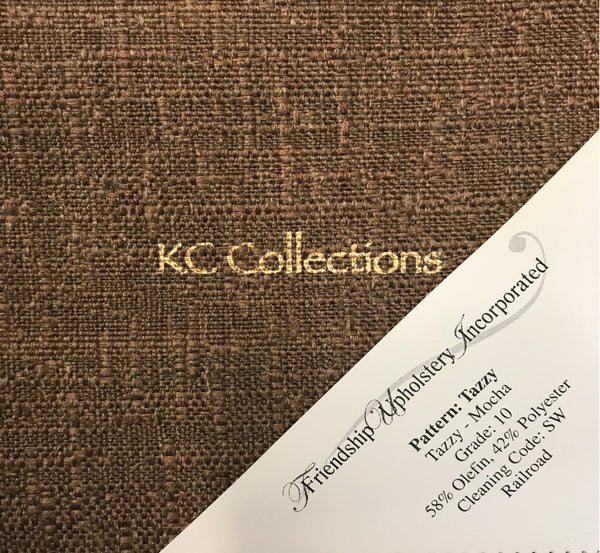 KC Collections
Friendship Upholstery Incorporated
Pattern: Tazzy
Tazzy - Mocha
Grade: 10
58% Olefin, 42% Polyester
Cleaning Code: SW
Railroad